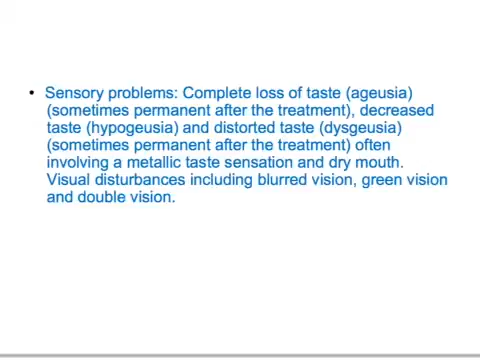 • Sensory problems: Complete loss of taste (ageusia)
(sometimes permanent after the treatment), decreased
taste (hypogeusia) and distorted taste (dysgeusia)
(sometimes permanent after the treatment) often
involving a metallic taste sensation and dry mouth.
Visual disturbances including blurred vision, green vision
and double vision.